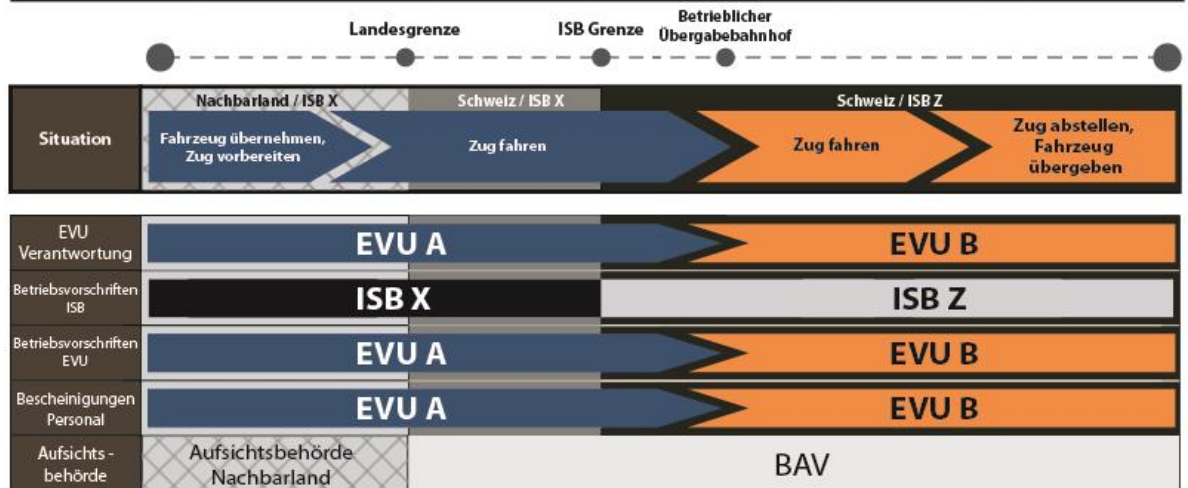 Landesgrenze
ISB Grenze
Betrieblicher
Übergabebahnhof
Situation
Nachbarland / ISB X
Schweiz / ISB X
Schweiz / ISB Z
Fahrzeug übernehmen,
Zug vorbereiten
Zug fahren
Zug fahren
Zug abstellen,
Fahrzeug
übergeben
EVU
Verantwortung
EVU A
EVU B
Betriebsvorschriften
ISB
ISB X
ISB Z
Betriebsvorschriften
EVU
EVU A
EVU B
Bescheinigungen
Personal
EVU A
EVU B
Aufsichts -
behörde
Aufsichtsbehörde
Nachbarland
BAV